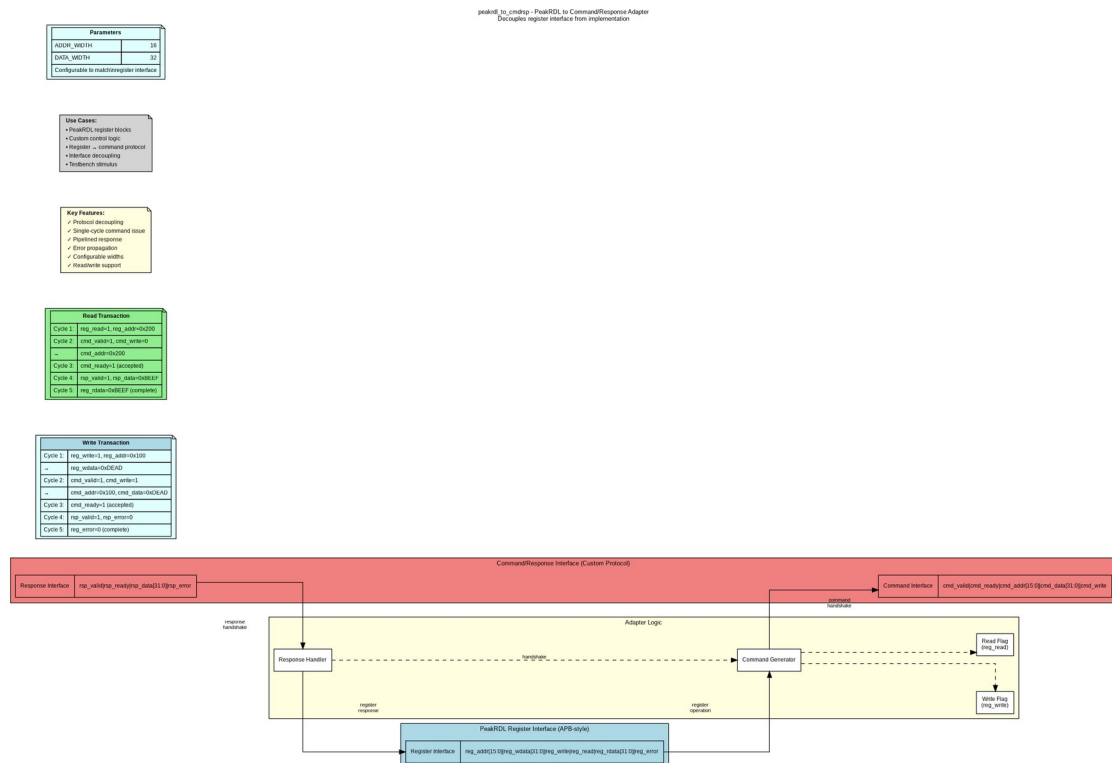 peakrdl_to_cmdrsp - PeakRDL to Command/Response Adapter
Decouples register interface from implementation
Parameters
ADDR_WIDTH 16
DATA_WIDTH 32
Configurable to match\nregister interface
Use Cases:
• PeakRDL register blocks
• Custom control logic
• Register → command protocol
• Interface decoupling
• Testbench stimulus
Key Features:
✓ Protocol decoupling
✓ Single-cycle command issue
✓ Pipelined response
✓ Error propagation
✓ Configurable widths
✓ Read/write support
Read Transaction
Cycle 1: reg_read=1, reg_addr=0x200
Cycle 2: cmd_valid=1, cmd_write=0
→ cmd_addr=0x200
Cycle 3: cmd_ready=1 (accepted)
Cycle 4: rsp_valid=1, rsp_data=0xBEEF
Cycle 5: reg_rdata=0xBEEF (complete)
Write Transaction
Cycle 1: reg_write=1, reg_addr=0x100
→ reg_wdata=0xDEAD
Cycle 2: cmd_valid=1, cmd_write=1
→ cmd_addr=0x100, cmd_data=0xDEAD
Cycle 3: cmd_ready=1 (accepted)
Cycle 4: rsp_valid=1, rsp_error=0
Cycle 5: reg_error=0 (complete)
Command/Response Interface (Custom Protocol)
Response Interface rsp_valid|rsp_ready|rsp_data[31:0]|rsp_error
Command Interface cmd_valid|cmd_ready|cmd_addr[15:0]|cmd_data[31:0]|cmd_write
command
handshake
response
handshake
Adapter Logic
Response Handler
handshake
Command Generator
Read Flag
(reg_read)
Write Flag
(reg_write)
register
response
register
operation
PeakRDL Register Interface (APB-style)
Register Interface reg_addr[15:0]|reg_wdata[31:0]|reg_write|reg_read|reg_rdata[31:0]|reg_error